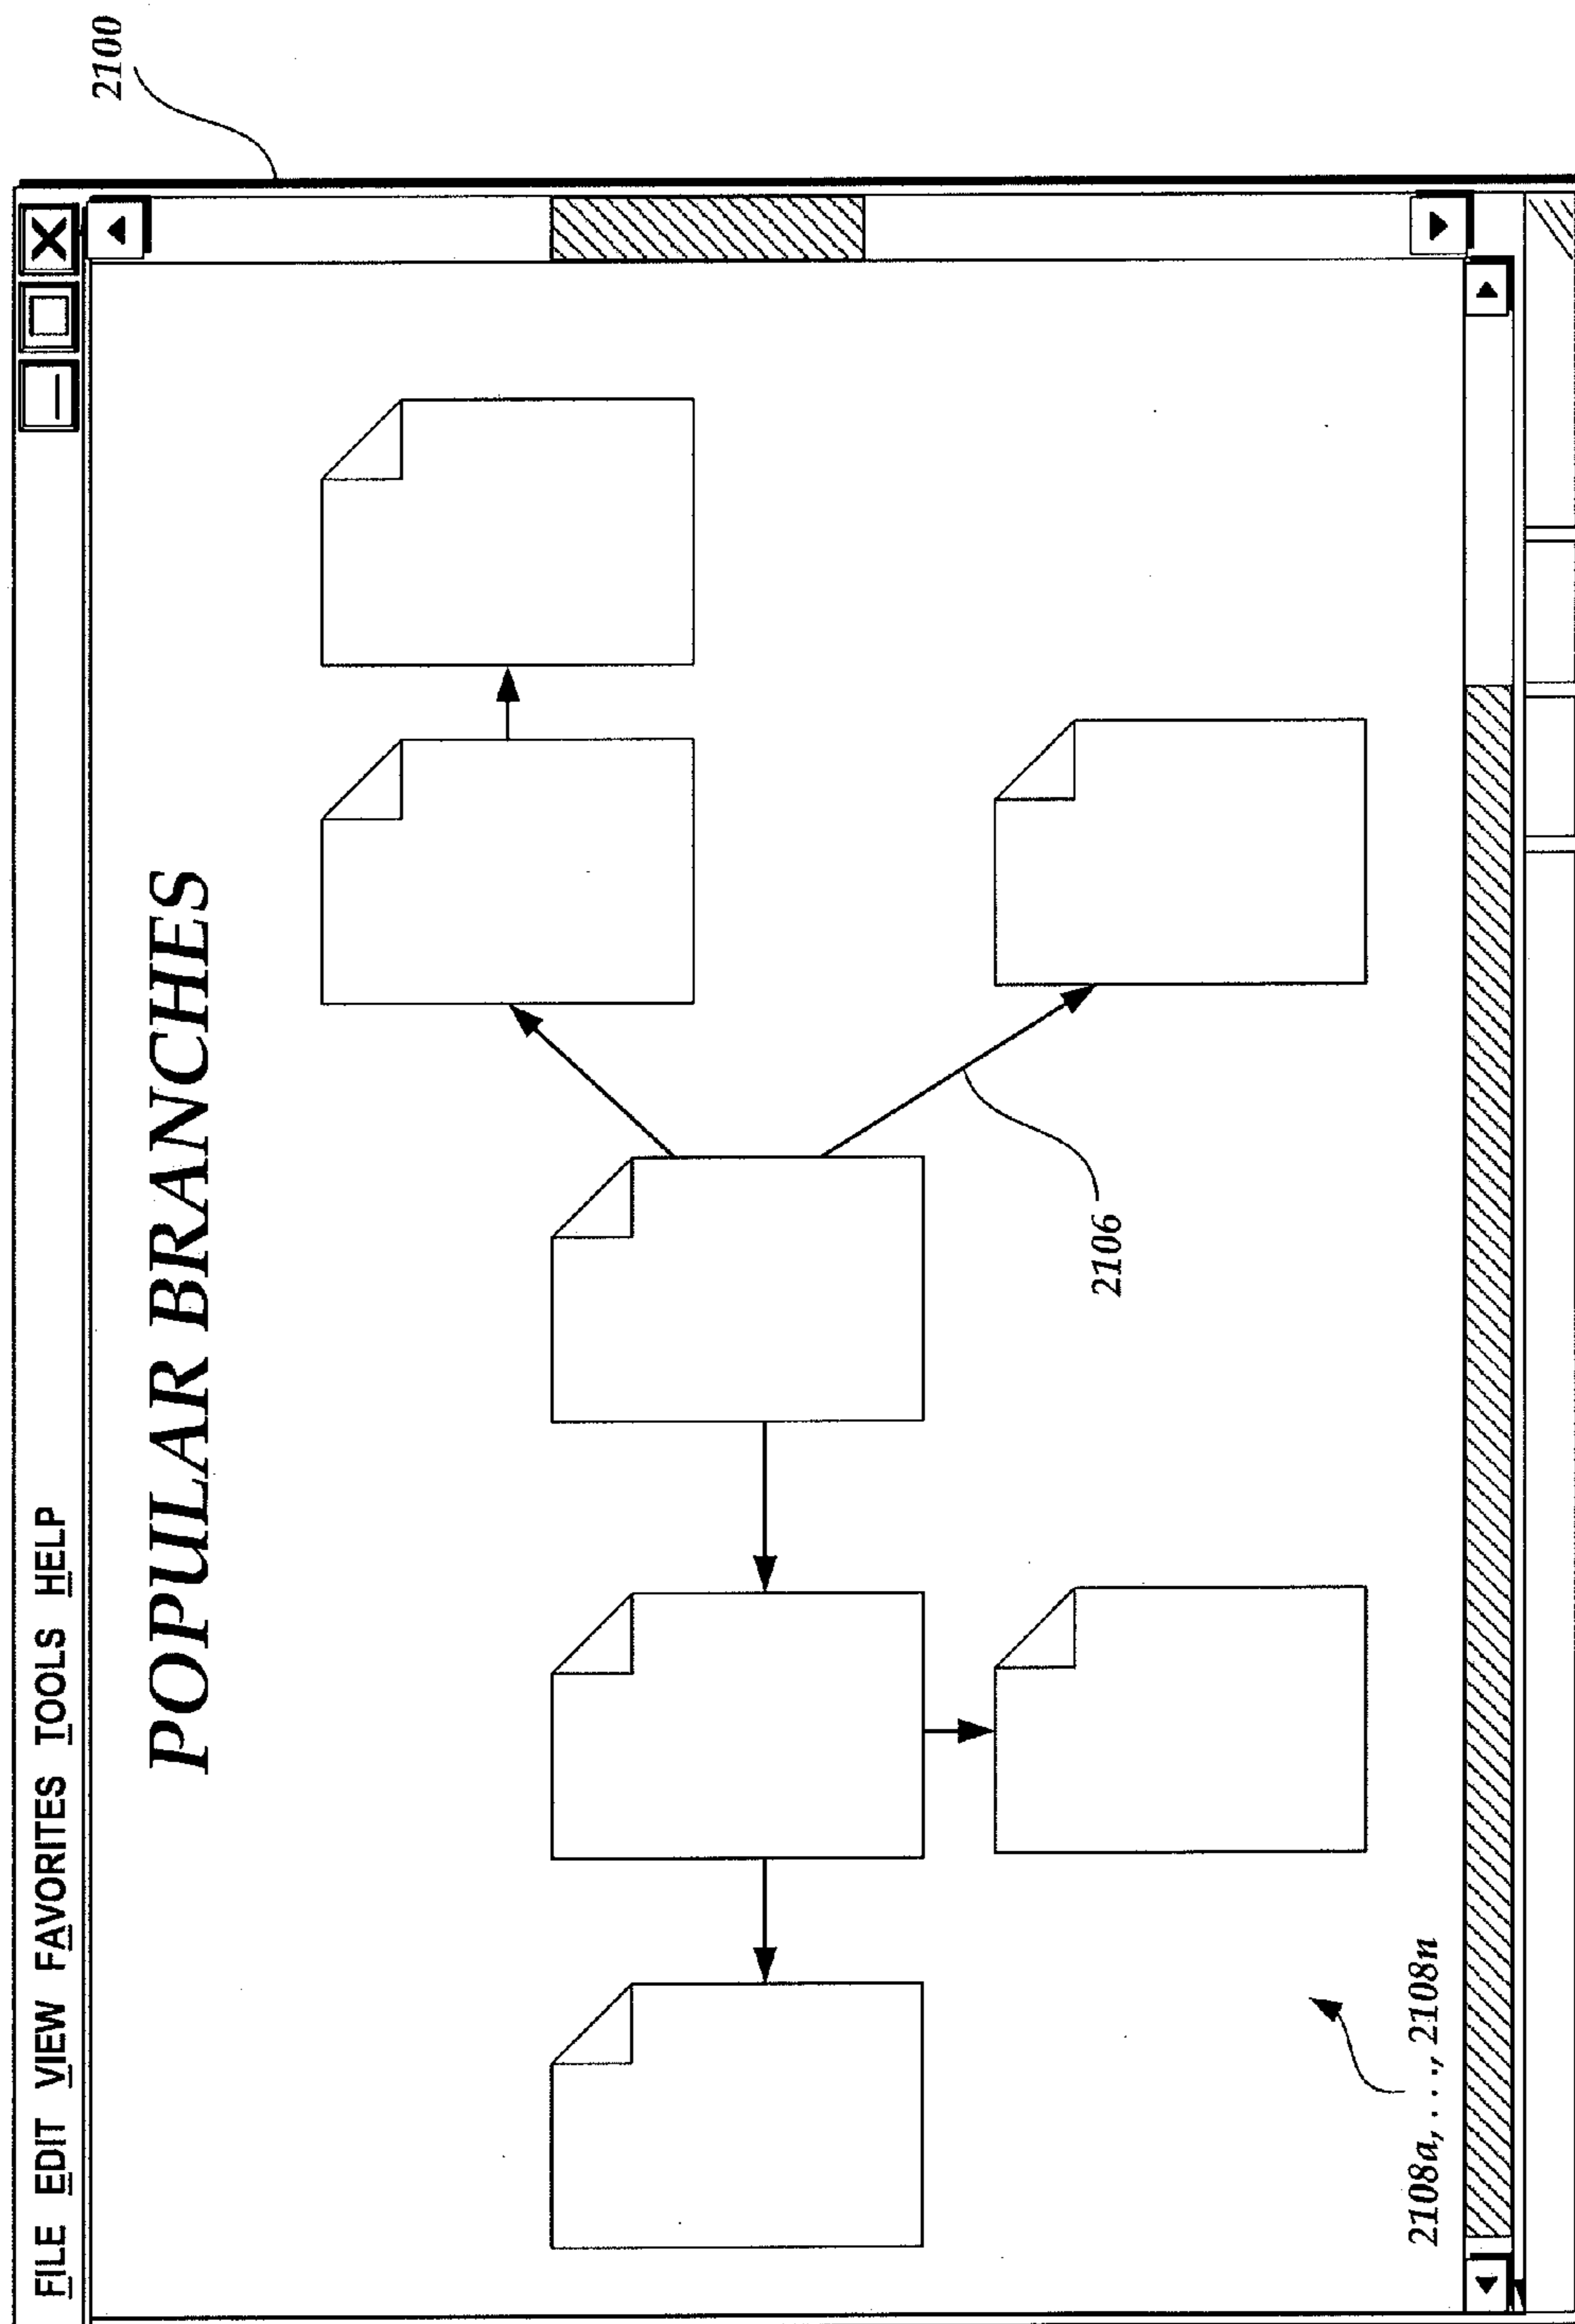 2100
FILE EDIT VIEW FAVORITES TOOLS HELP
POPULAR BRANCHES
2106
2108a, . . ., 2108n